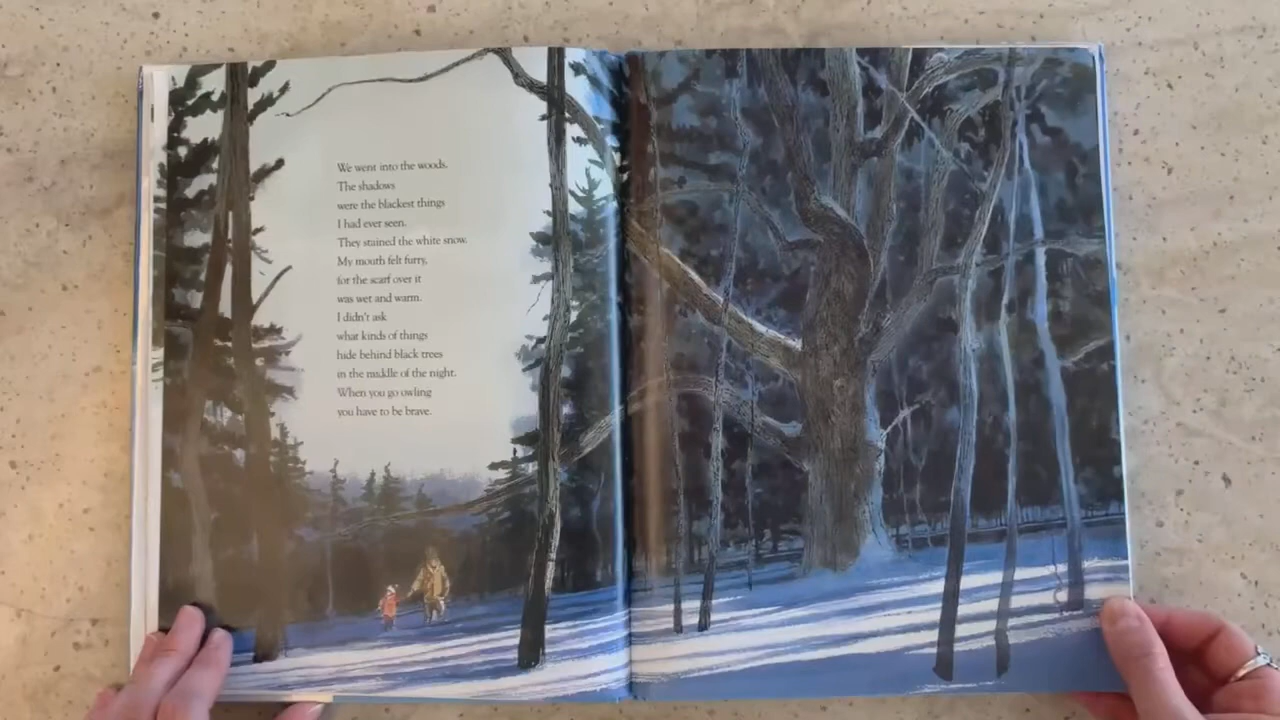 We went into the woods.
The shadows
were the blackest things
I had ever seen.
They stained the white snow.
My mouth felt furry,
for the scarf over it
was wet and warm.
I didn't ask
what kinds of things
hide behind black trees
in the middle of the night.
When you go owling
you have to be brave.